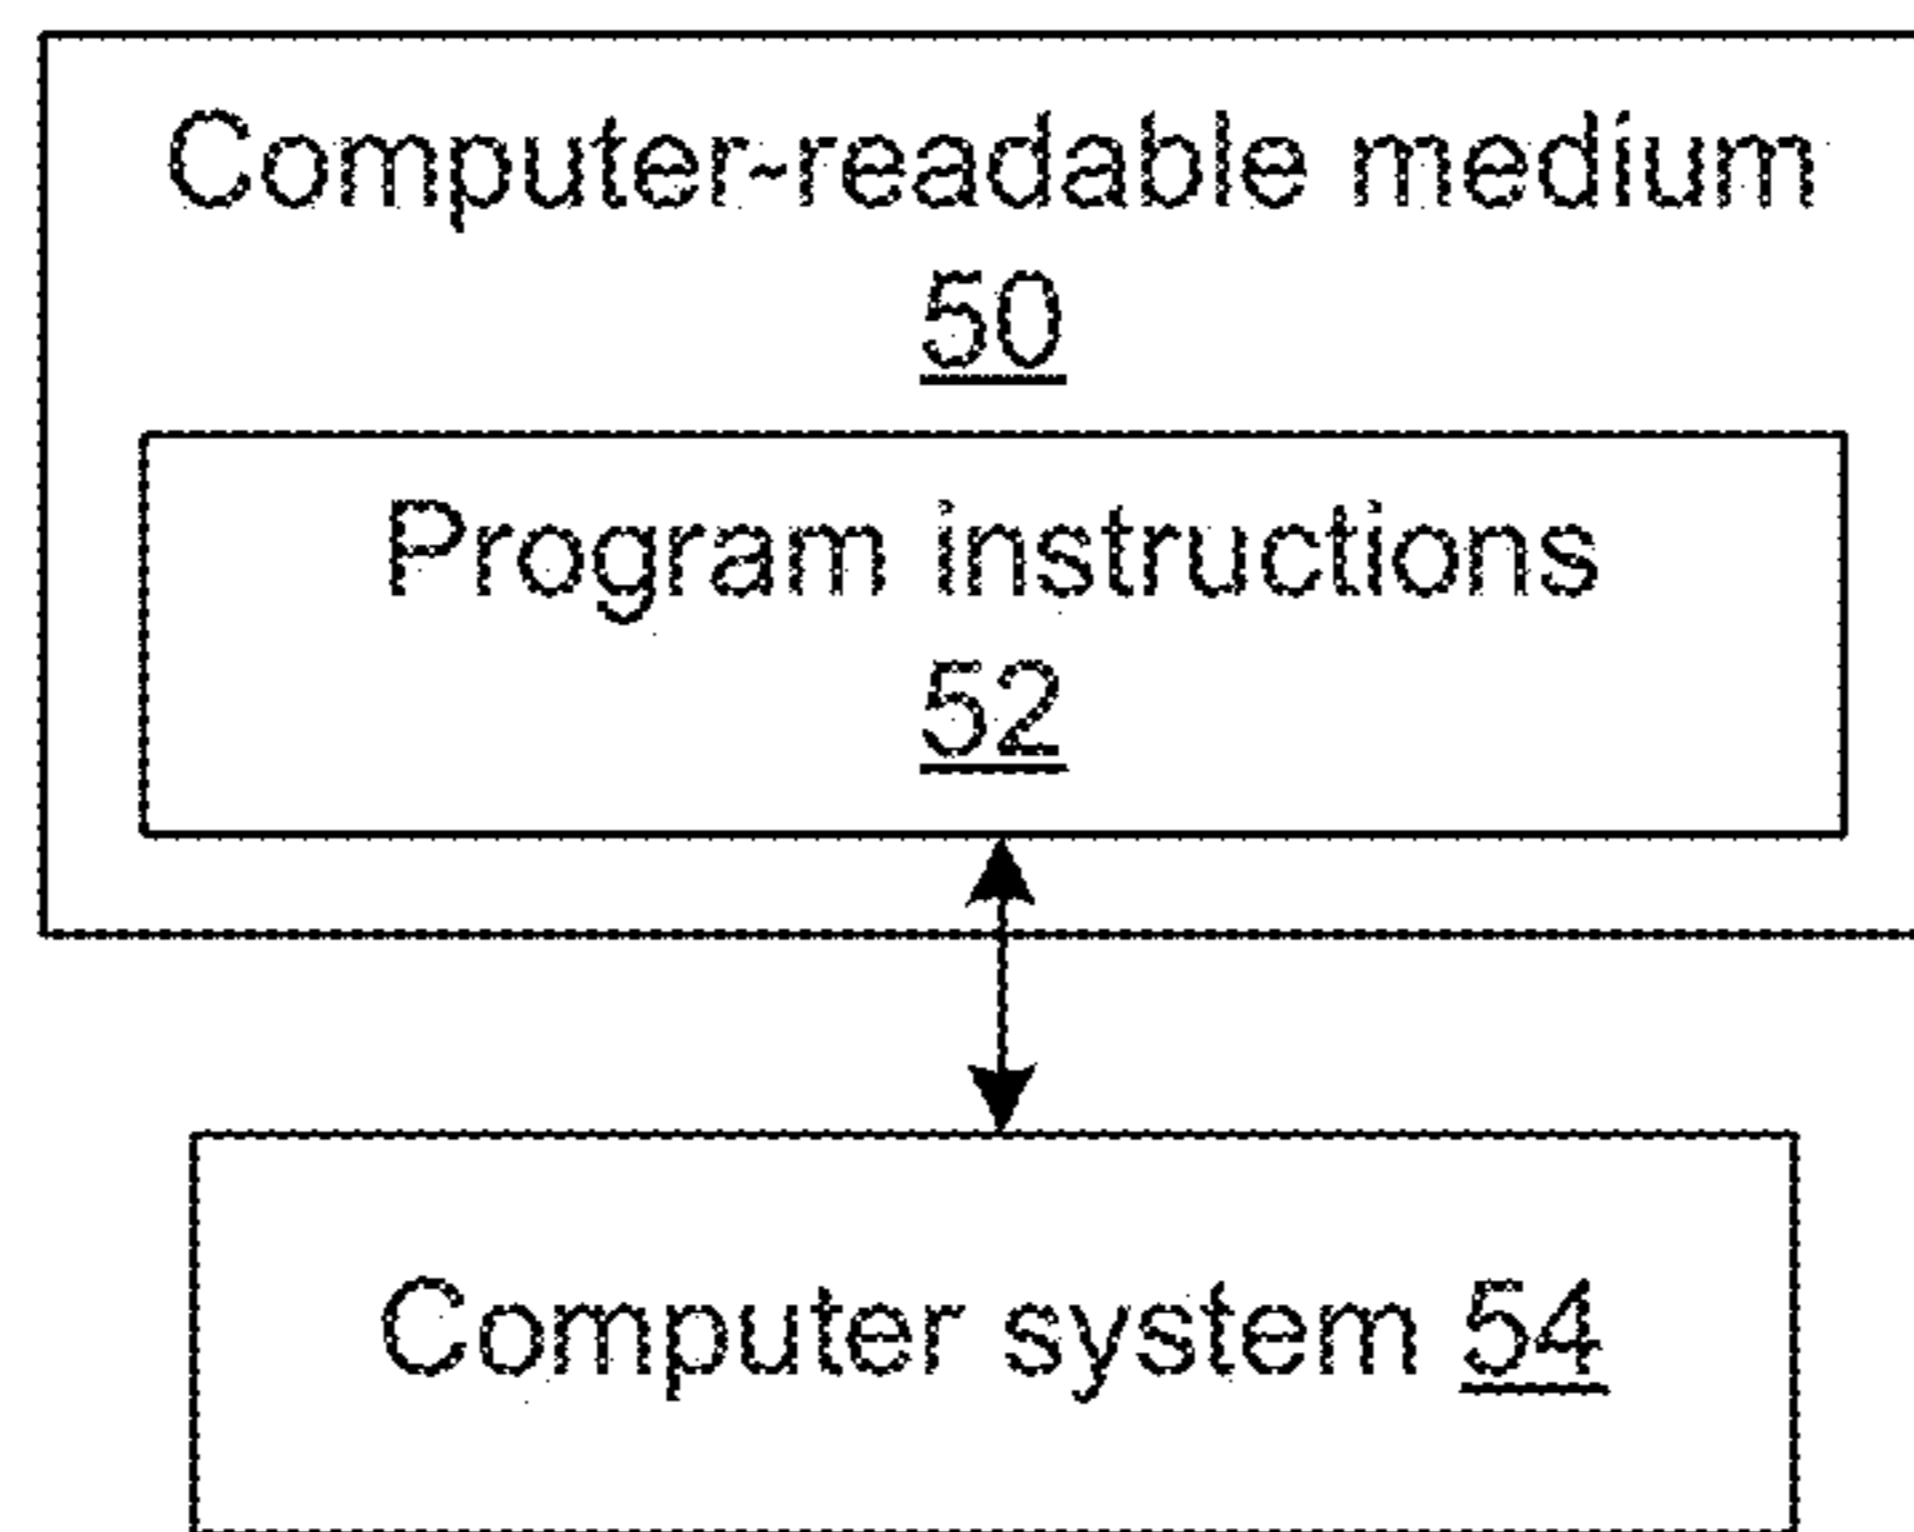 Computer-readable medium
50
Program instructions
52
Computer system 54